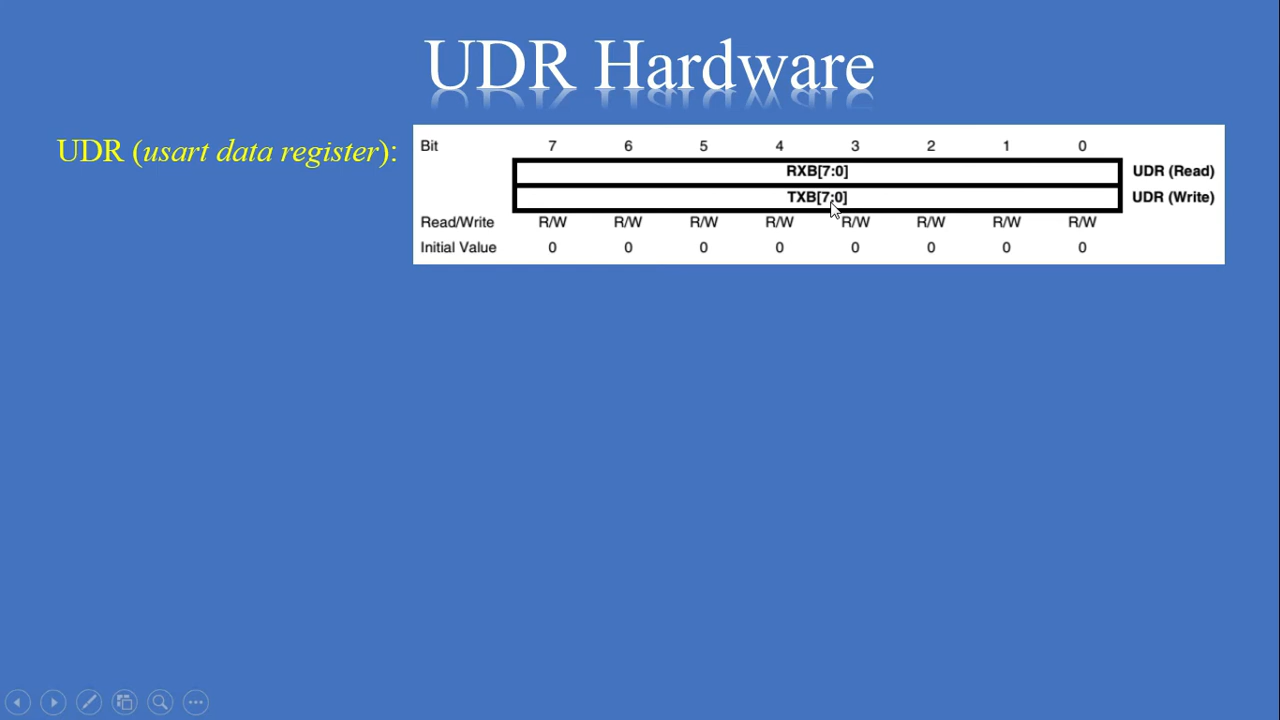 UDR Hardware
UDR (usart data register):
Bit 7 6 5 4 3 2 1 0
RXB[7:0] UDR (Read)
TXB[7:0] UDR (Write)
Read/Write R/W R/W R/W R/W R/W R/W R/W R/W
Initial Value 0 0 0 0 0 0 0 0